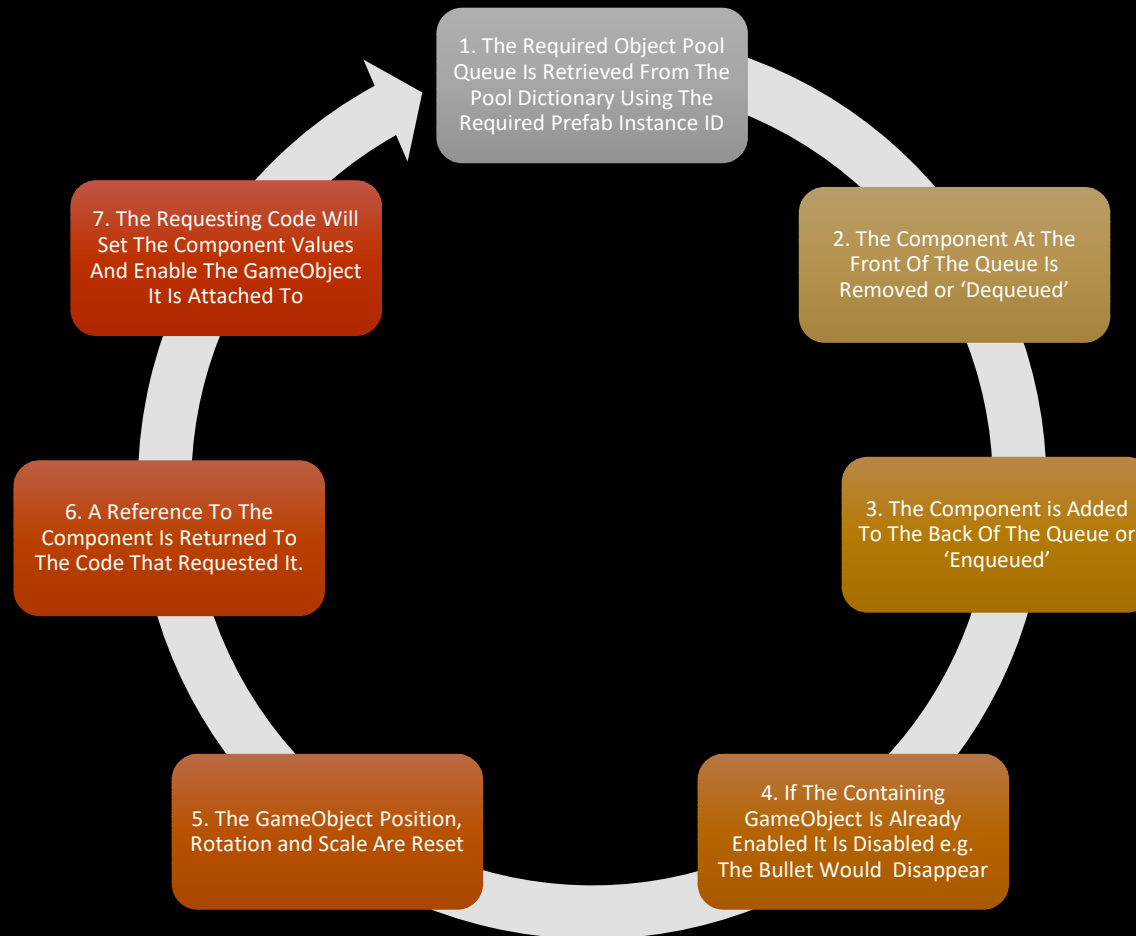 1. The Required Object Pool
Queue Is Retrieved From The
Pool Dictionary Using The
Required Prefab Instance ID
2. The Component At The
Front Of The Queue Is
Removed or ‘Dequeued’
3. The Component is Added
To The Back Of The Queue or
‘Enqueued’
4. If The Containing
GameObject Is Already
Enabled It Is Disabled e.g.
The Bullet Would  Disappear
5. The GameObject Position,
Rotation and Scale Are Reset
6. A Reference To The
Component Is Returned To
The Code That Requested It.
7. The Requesting Code Will
Set The Component Values
And Enable The GameObject
It Is Attached To